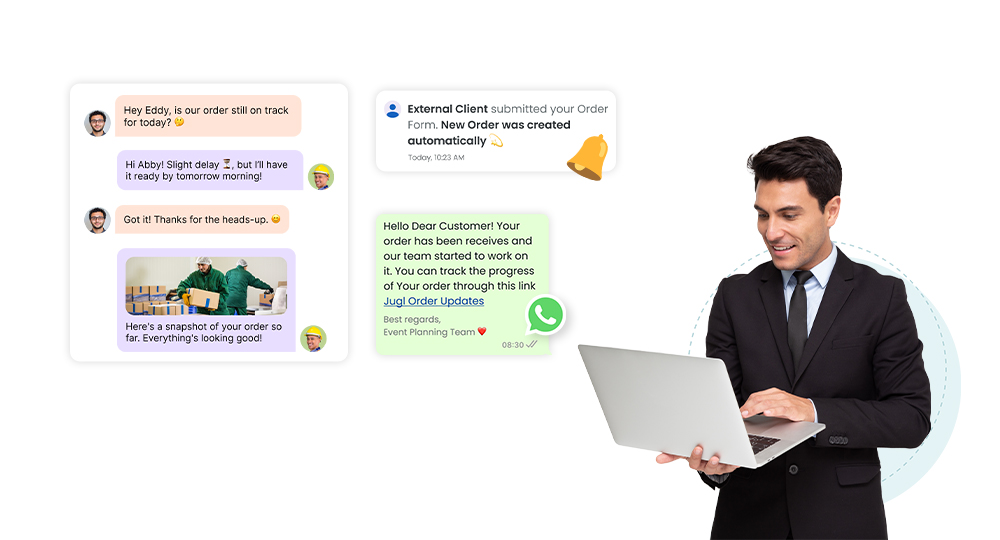 Hey Eddy, is our order still on track
for today? 🤔
Hi Abby! Slight delay ⏳, but I'll have
it ready by tomorrow morning!
Got it! Thanks for the heads-up. 😊
Here's a snapshot of your order so
far. Everything's looking good!
External Client submitted your Order
Form. New Order was created
automatically 💫
Today, 10:23 AM
Hello Dear Customer! Your
order has been receives and
our team started to work on
it. You can track the progress
of Your order through this link
Jugl Order Updates
Best regards,
Event Planning Team ❤️
08:30